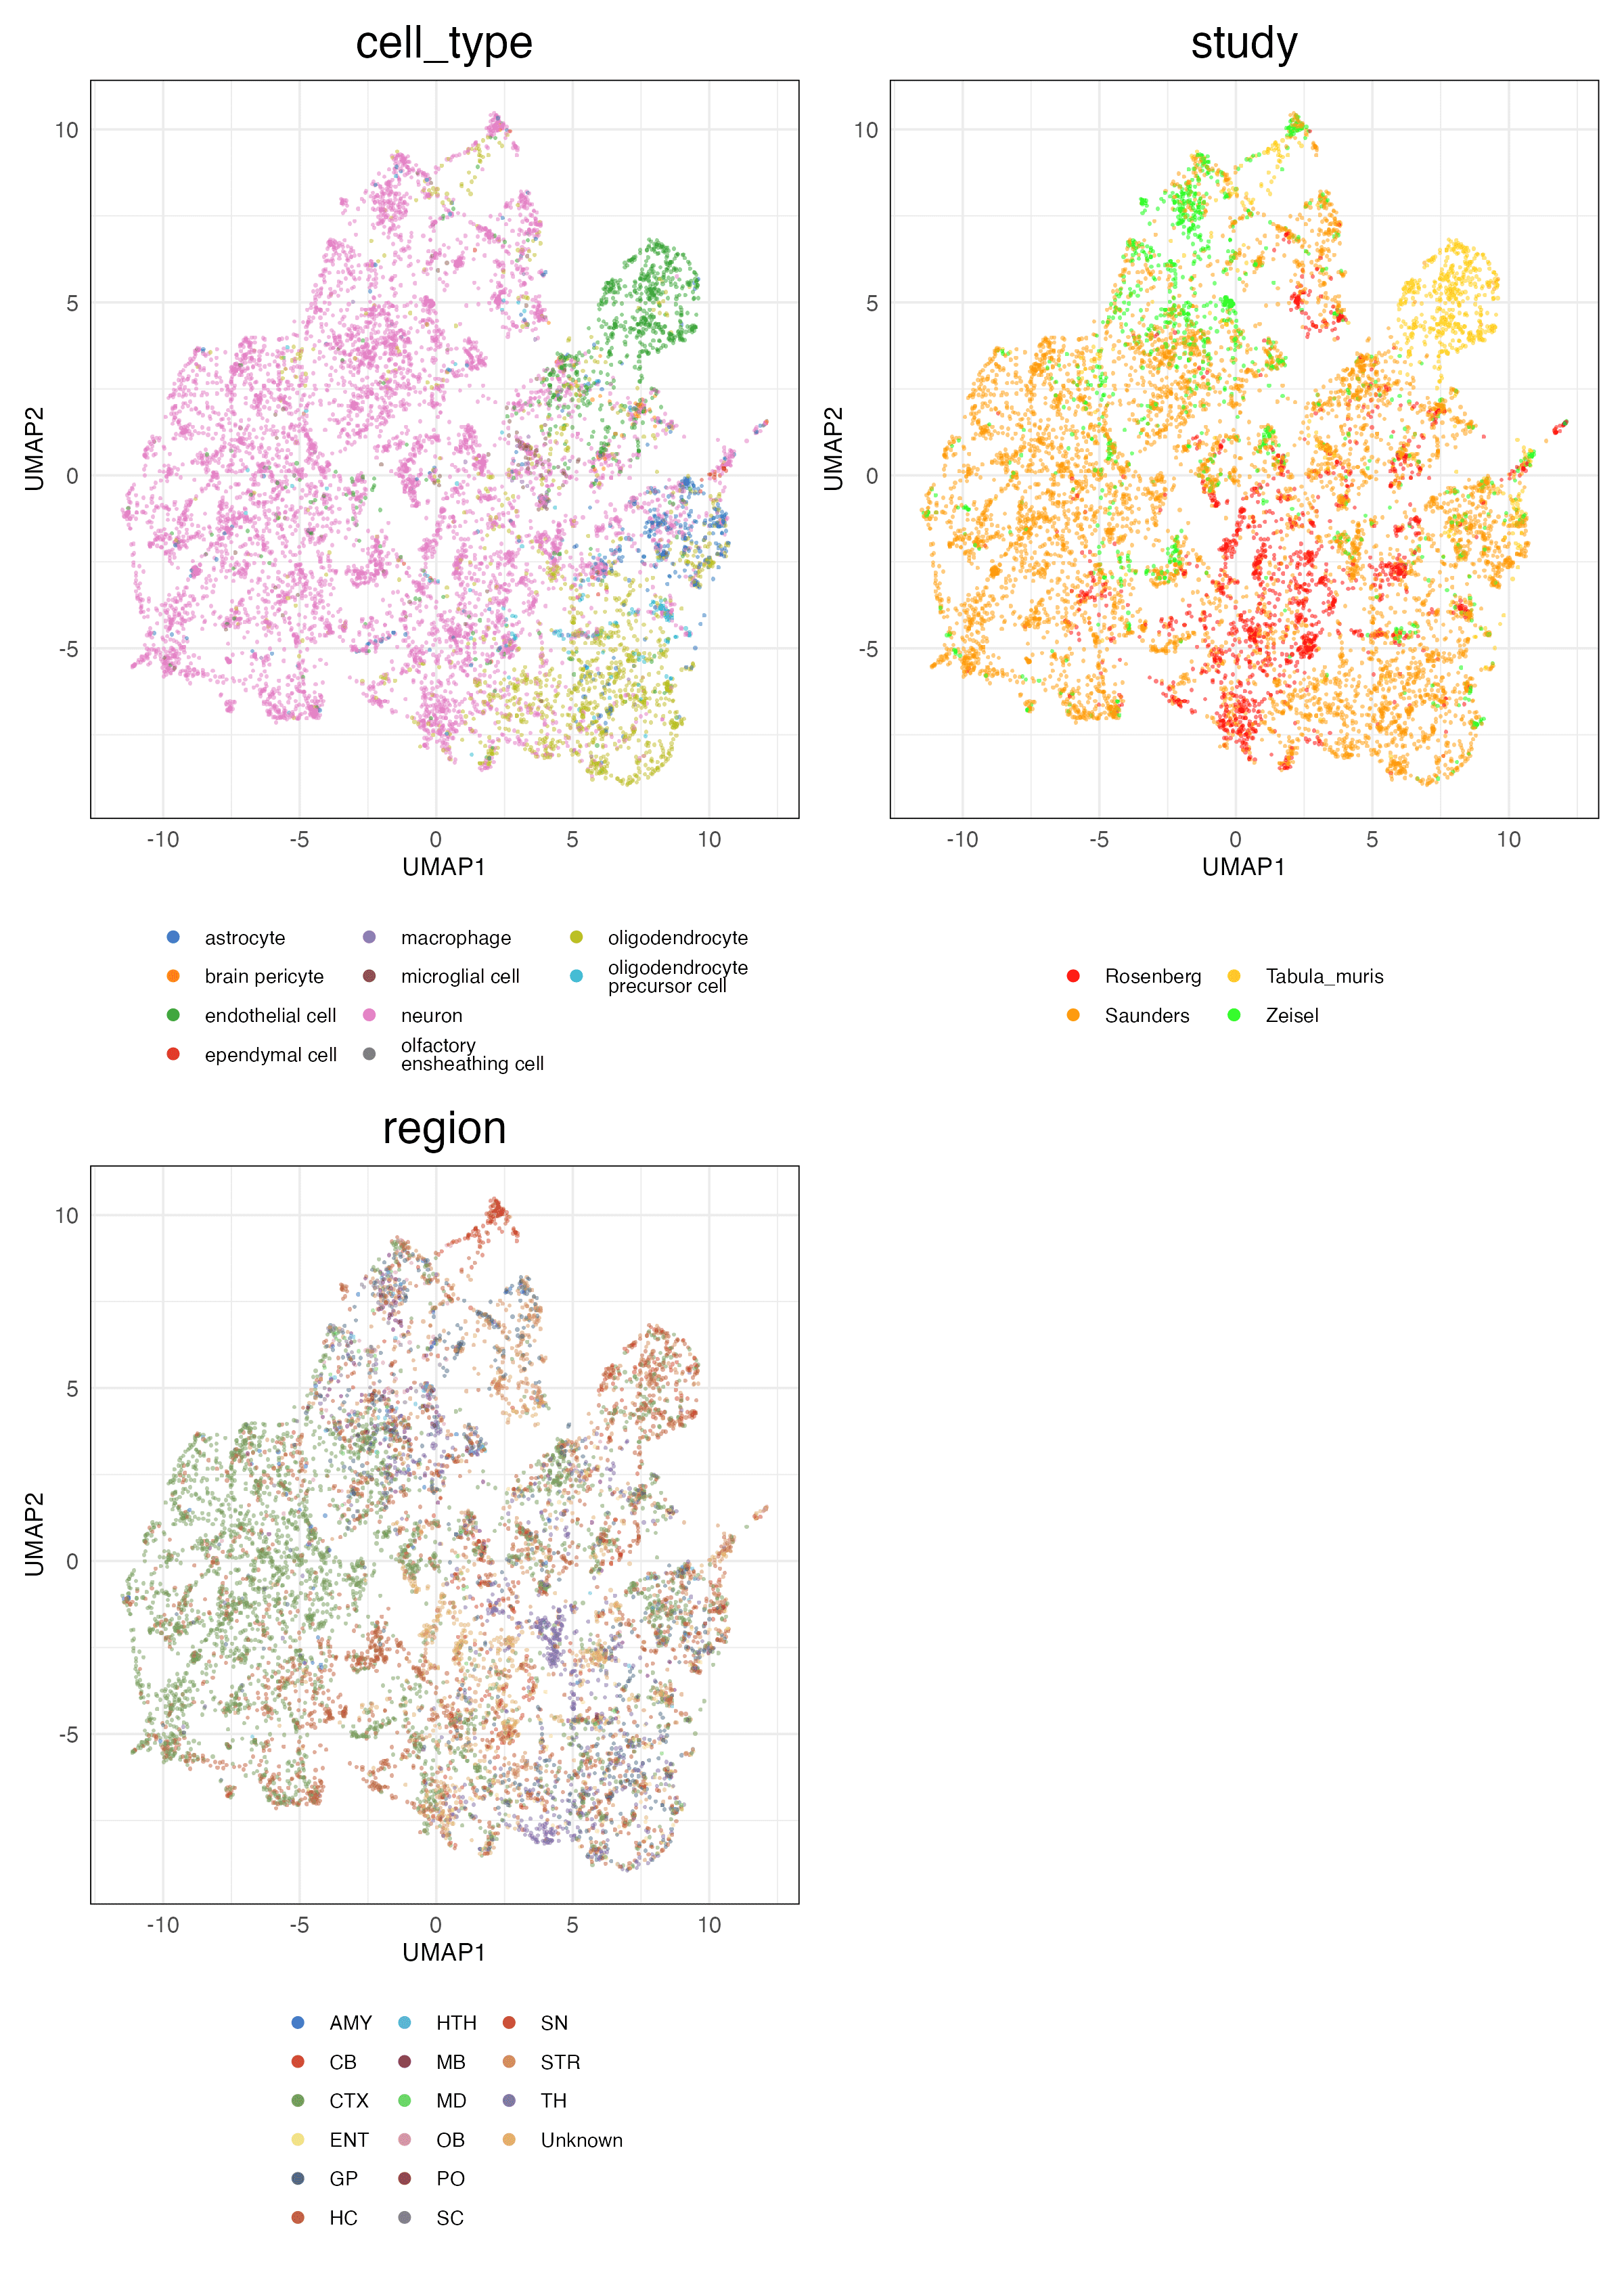 cell_type
study
10
5
0
-5
UMAP2
-10
-5
0
5
10
UMAP1
10
5
0
-5
UMAP2
-10
-5
0
5
10
UMAP1
astrocyte
brain pericyte
endothelial cell
ependymal cell
macrophage
microglial cell
neuron
olfactory
ensheathing cell
oligodendrocyte
oligodendrocyte
precursor cell
Rosenberg
Saunders
Tabula_muris
Zeisel
region
10
5
0
-5
UMAP2
-10
-5
0
5
10
UMAP1
AMY
CB
CTX
ENT
GP
HC
HTH
MB
MD
OB
PO
SC
SN
STR
TH
Unknown